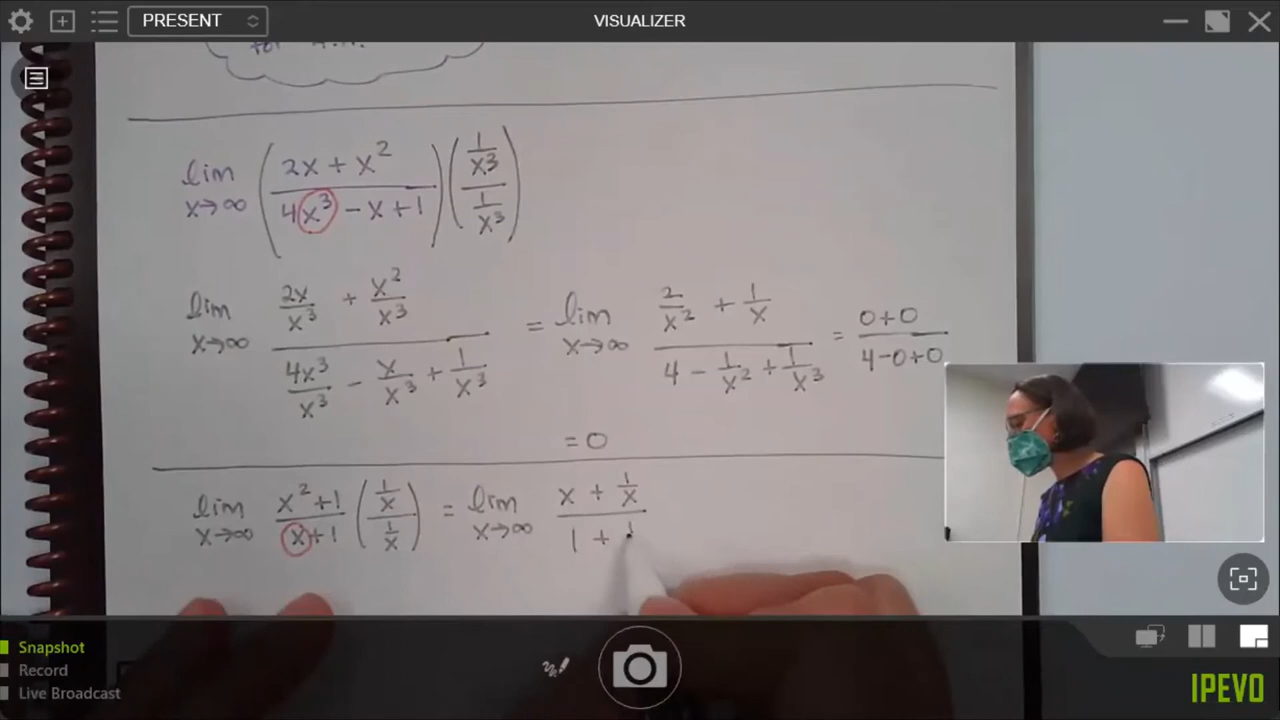 PRESENT
VISUALIZER
for
lim x→∞ ( (2x + x²) / (4x³ - x + 1) ) ( (1/x³) / (1/x³) )
lim x→∞ (2x/x³ + x²/x³) / (4x³/x³ - x/x³ + 1/x³) = lim x→∞ (2/x² + 1/x) / (4 - 1/x² + 1/x³) = (0+0) / (4-0+0)
= 0
lim x→∞ (x²+1) / (x+1) ( (1/x) / (1/x) ) = lim x→∞ (x + 1/x) / (1 + 1
Snapshot
Record
Live Broadcast
IPEVO